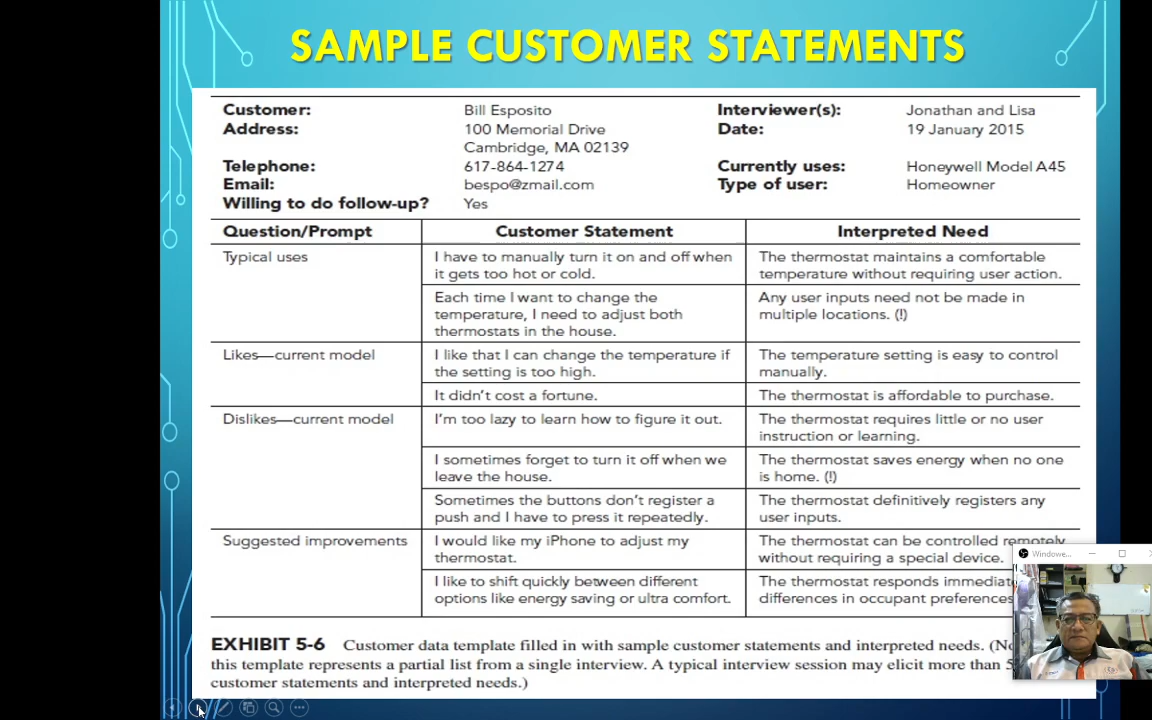 SAMPLE CUSTOMER STATEMENTS
Customer: Bill Esposito Interviewer(s): Jonathan and Lisa
Address: 100 Memorial Drive Date: 19 January 2015
Cambridge, MA 02139
Telephone: 617-864-1274 Currently uses: Honeywell Model A45
Email: bespo@zmail.com Type of user: Homeowner
Willing to do follow-up? Yes
Question/Prompt Customer Statement Interpreted Need
Typical uses
I have to manually turn it on and off when
it gets too hot or cold.
The thermostat maintains a comfortable
temperature without requiring user action.
Each time I want to change the
temperature, I need to adjust both
thermostats in the house.
Any user inputs need not be made in
multiple locations. (!)
Likes—current model
I like that I can change the temperature if
the setting is too high.
The temperature setting is easy to control
manually.
It didn't cost a fortune.
The thermostat is affordable to purchase.
Dislikes—current model
I'm too lazy to learn how to figure it out.
The thermostat requires little or no user
instruction or learning.
I sometimes forget to turn it off when we
leave the house.
The thermostat saves energy when no one
is home. (!)
Sometimes the buttons don't register a
push and I have to press it repeatedly.
The thermostat definitively registers any
user inputs.
Suggested improvements
I would like my iPhone to adjust my
thermostat.
The thermostat can be controlled remotely
without requiring a special device.
I like to shift quickly between different
options like energy saving or ultra comfort.
The thermostat responds
differences in occupant preferences
EXHIBIT 5-6 Customer data template filled in with sample customer statements and interpreted needs.
this template represents a partial list from a single interview. A typical interview session may elicit more than
customer statements and interpreted needs.)
Windowe...